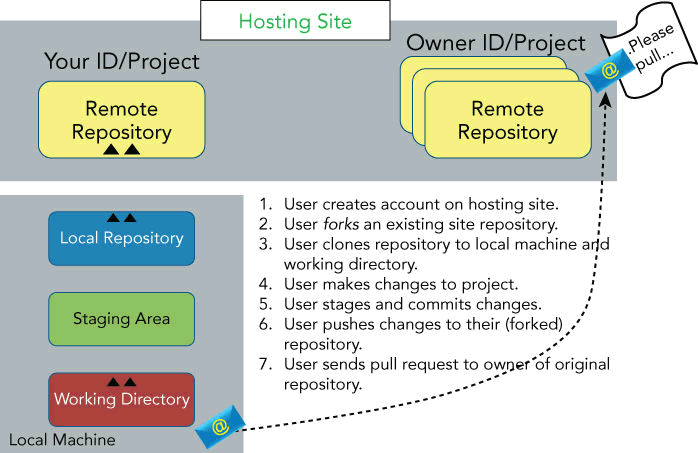 Hosting Site
Your ID/Project
Owner ID/Project
.Please
pull...
@
Remote
Repository
Remote
Repository
Local Repository
Staging Area
Working Directory
@
Local Machine
1. User creates account on hosting site.
2. User forks an existing site repository.
3. User clones repository to local machine and
working directory.
4. User makes changes to project.
5. User stages and commits changes.
6. User pushes changes to their (forked)
repository.
7. User sends pull request to owner of original
repository.